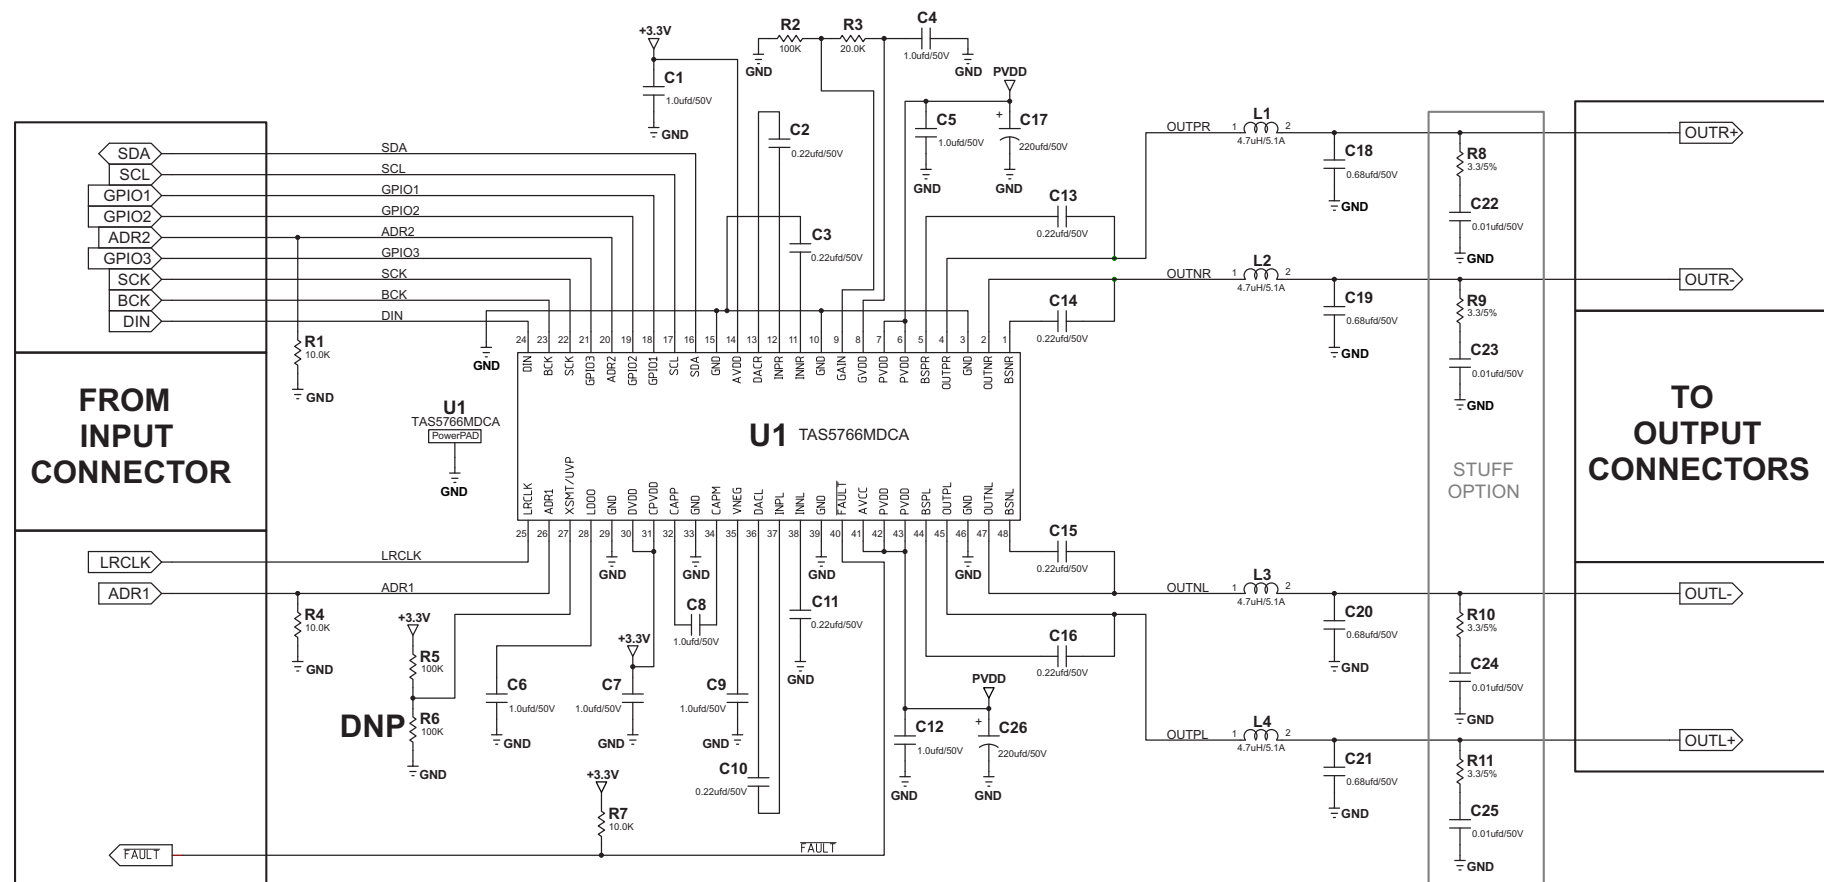 +3.3V
C1
1.0ufd/50V
GND
R2
100K
GND
R3
20.0K
C4
1.0ufd/50V
GND
PVDD
C5
1.0ufd/50V
GND
+
C17
220ufd/50V
GND
C2
0.22ufd/50V
C3
0.22ufd/50V
C13
0.22ufd/50V
C14
0.22ufd/50V
SDA
SCL
GPIO1
GPIO2
ADR2
GPIO3
SCK
BCK
DIN
SDA
SCL
GPIO1
GPIO2
ADR2
GPIO3
SCK
BCK
DIN
R1
10.0K
GND
GND
OUTPR
1
L1
2
4.7uH/5.1A
C18
0.68ufd/50V
GND
R8
3.3/5%
C22
0.01ufd/50V
GND
OUTR+
OUTNR
1
L2
2
4.7uH/5.1A
C19
0.68ufd/50V
GND
R9
3.3/5%
C23
0.01ufd/50V
GND
OUTR-
24 23 22 21 20 19 18 17 16 15 14 13 12 11 10 9 8 7 6 5 4 3 2 1
DIN BCK SCK GPIO3 ADR2 GPIO2 GPIO1 SCL SDA GND AVDD DACR INPR INNR GND GAIN GVDD PVDD PVDD BSPR OUTPR GND OUTNR BSNR
FROM
INPUT
CONNECTOR
U1
TAS5766MDCA
PowerPAD
GND
U1 TAS5766MDCA
STUFF
OPTION
TO
OUTPUT
CONNECTORS
LRCLK ADR1 XSMT/UVP LDOO GND DVDD CPVDD CAPP GND CAPM VNEG DACL INPL INNL GND FAULT AVCC PVDD PVDD BSPL OUTPL GND OUTNL BSNL
25 26 27 28 29 30 31 32 33 34 35 36 37 38 39 40 41 42 43 44 45 46 47 48
LRCLK
ADR1
LRCLK
ADR1
R4
10.0K
GND
+3.3V
R5
100K
DNP
R6
100K
GND
GND
GND
GND
GND
C6
1.0ufd/50V
GND
+3.3V
C7
1.0ufd/50V
GND
C8
1.0ufd/50V
C9
1.0ufd/50V
GND
C10
0.22ufd/50V
C11
0.22ufd/50V
GND
PVDD
C12
1.0ufd/50V
GND
+
C26
220ufd/50V
GND
C15
0.22ufd/50V
C16
0.22ufd/50V
OUTNL
1
L3
2
4.7uH/5.1A
C20
0.68ufd/50V
GND
R10
3.3/5%
C24
0.01ufd/50V
GND
OUTL-
OUTPL
1
L4
2
4.7uH/5.1A
C21
0.68ufd/50V
GND
R11
3.3/5%
C25
0.01ufd/50V
GND
OUTL+
+3.3V
R7
10.0K
FAULT
FAULT